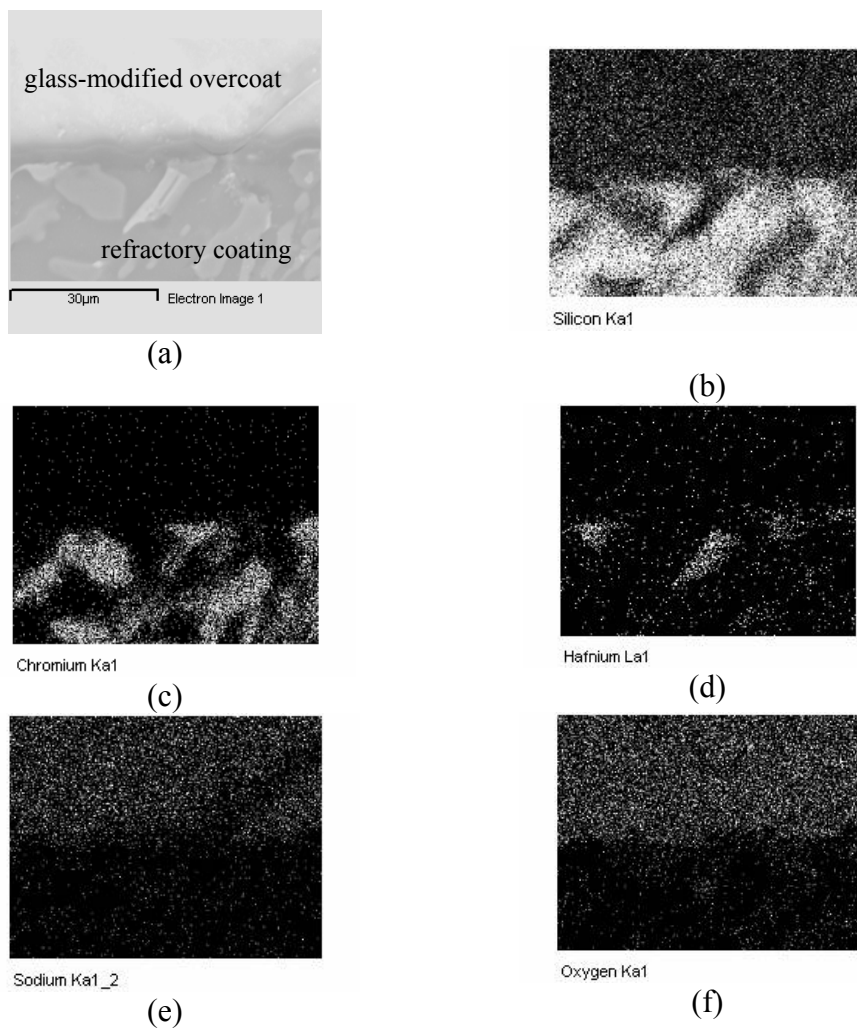 glass-modified overcoat
refractory coating
30μm Electron Image 1
(a)
Silicon Ka1
(b)
Chromium Ka1
(c)
Hafnium La1
(d)
Sodium Ka1_2
(e)
Oxygen Ka1
(f)